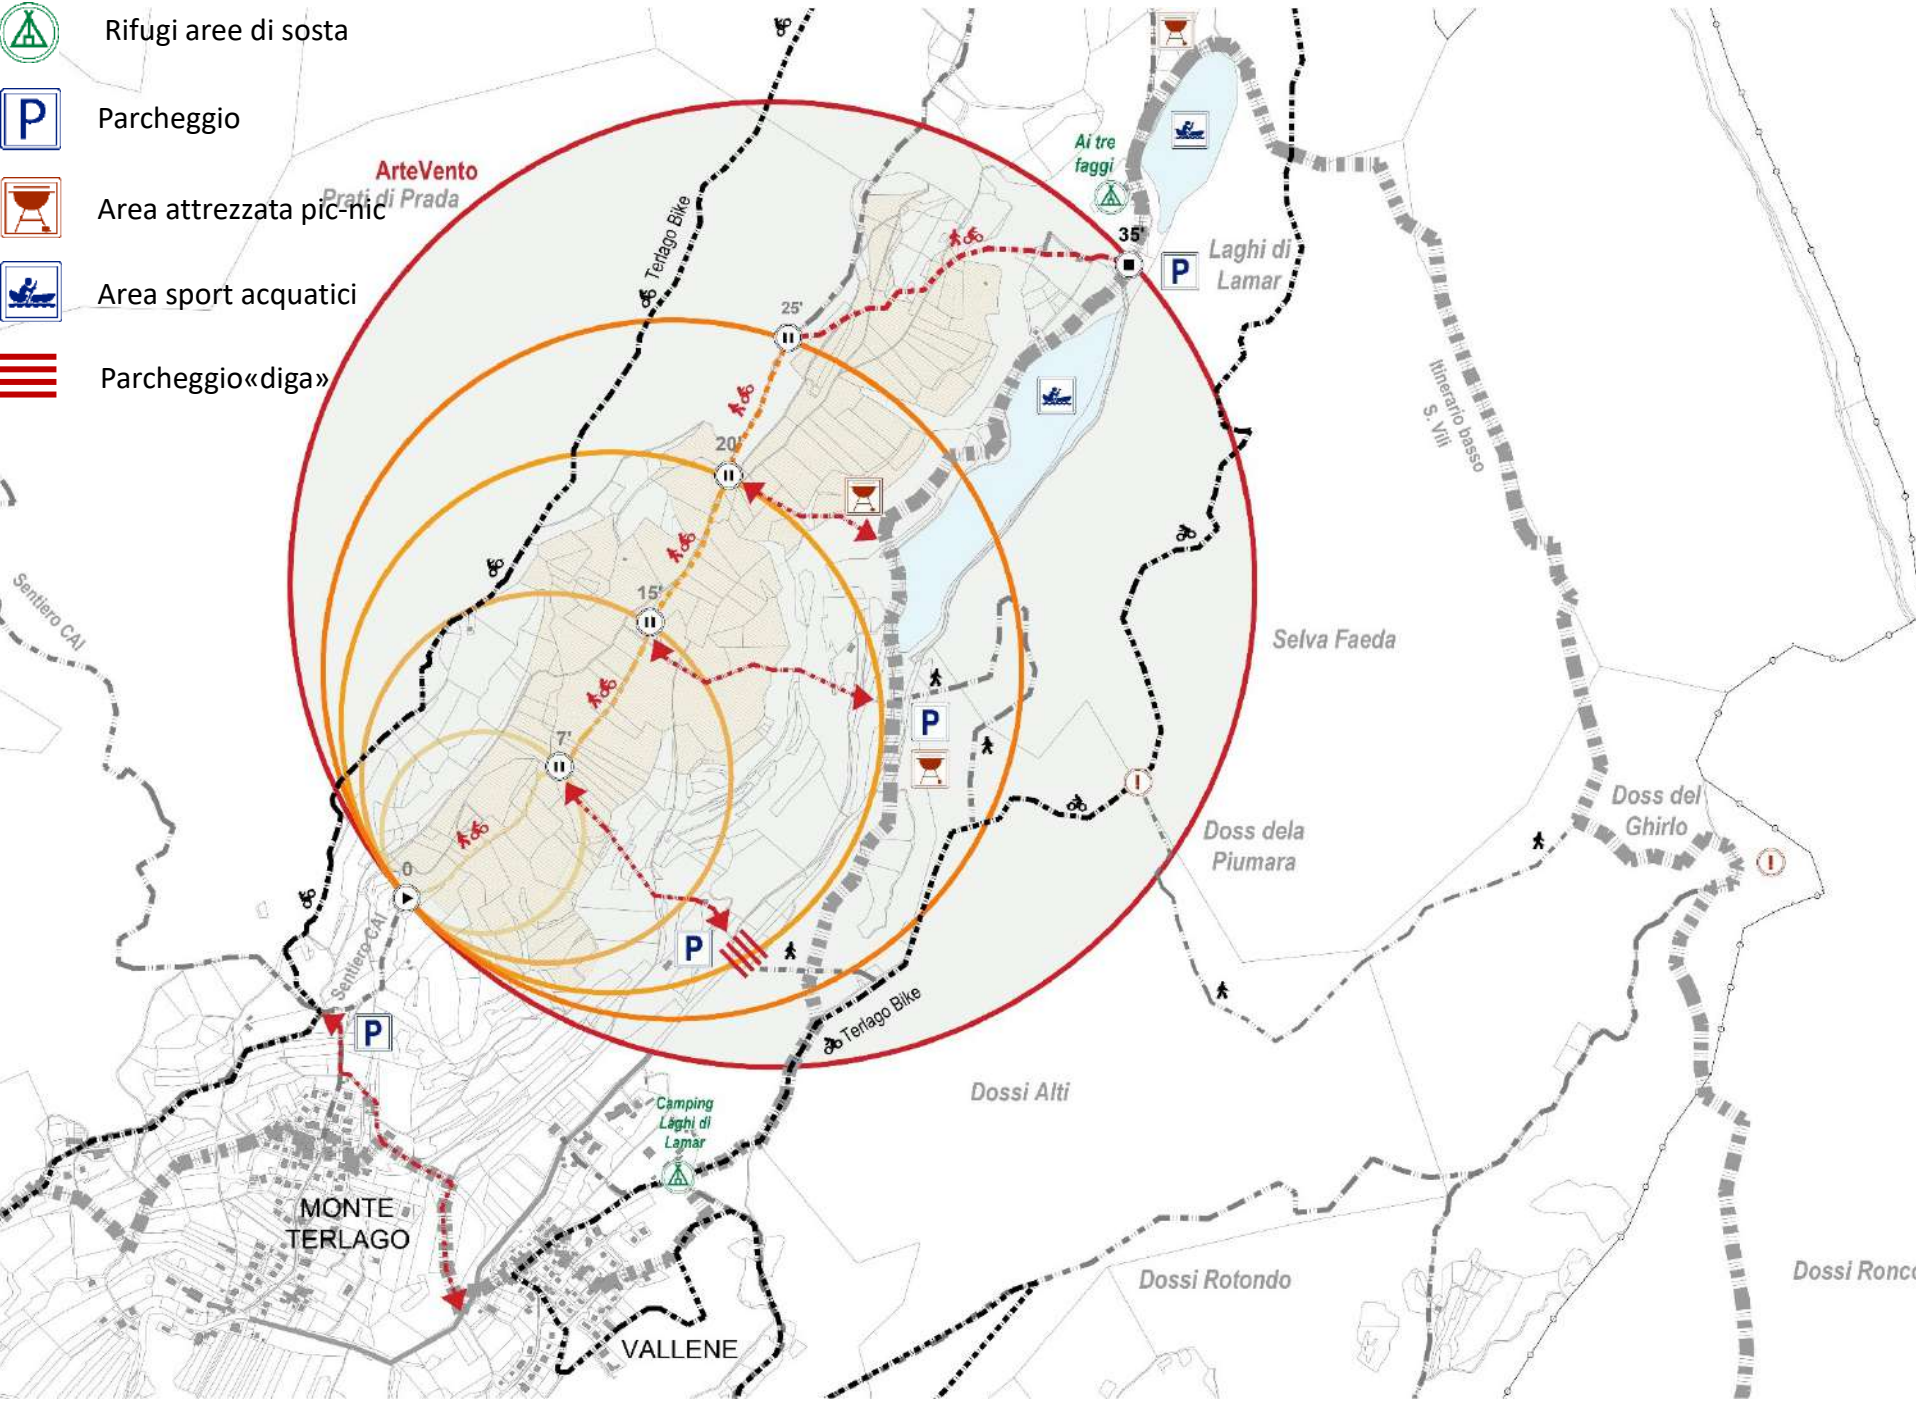 Rifugi aree di sosta
P
Parcheggio
Area attrezzata pic-nic
Area sport acquatici
Parcheggio«diga»
ArteVento
Prati di Prada
Terlago Bike
Ai tre
faggi
35'
P
Laghi di
Lamar
25'
20'
15'
7'
0
Itinerario basso
S. Vili
Sentiero CAI
Selva Faeda
P
Doss del
Ghirlo
Doss dela
Piumara
P
Sentiero CAI
P
Terlago Bike
Dossi Alti
Camping
Laghi di
Lamar
MONTE
TERLAGO
VALLENE
Dossi Rotondo
Dossi Ronco